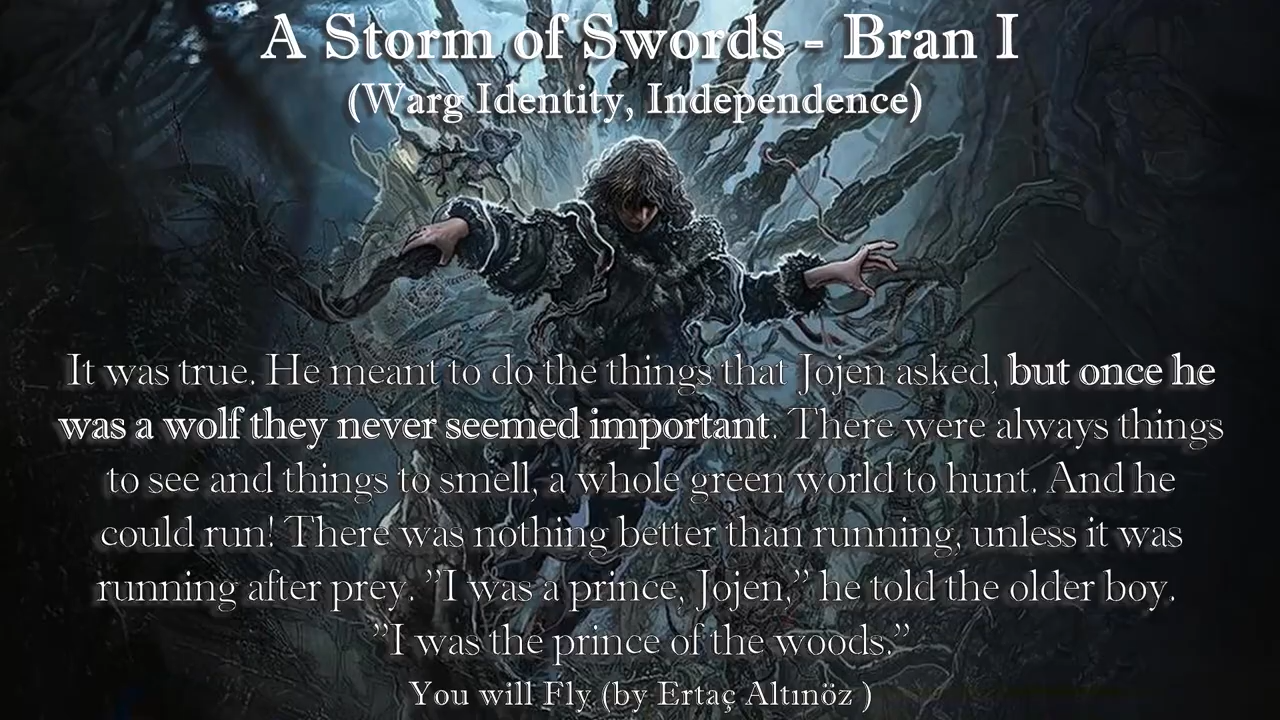 A Storm of Swords - Bran I
(Warg Identity, Independence)
It was true. He meant to do the things that Jojen asked, but once he
was a wolf they never seemed important. There were always things
to see and things to smell, a whole green world to hunt. And he
could run! There was nothing better than running, unless it was
running after prey. ”I was a prince, Jojen,” he told the older boy.
”I was the prince of the woods.”
You will Fly (by Ertaç Altınöz )